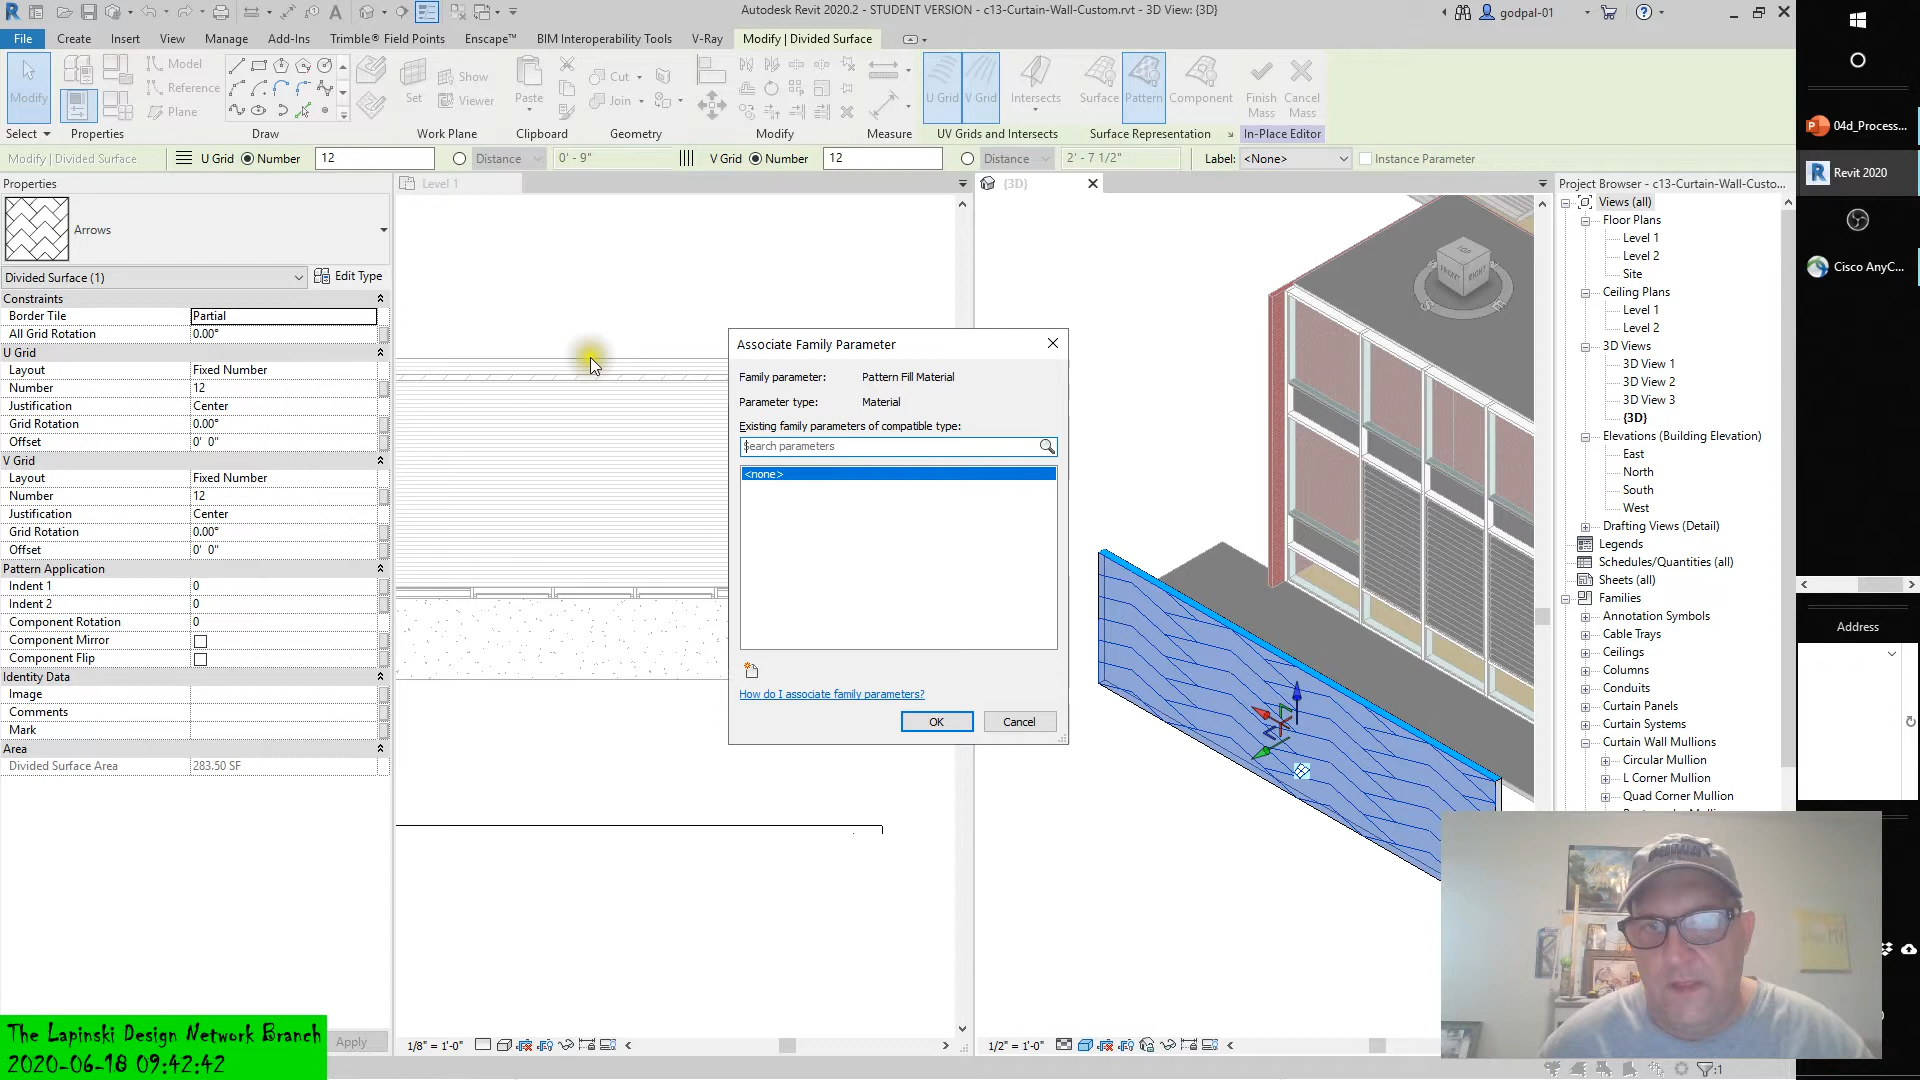 Autodesk Revit 2020.2 - STUDENT VERSION - c13-Curtain-Wall-Custom.rvt - 3D View: {3D}
godpal-01
File Create Insert View Manage Add-Ins Trimble® Field Points Enscape™ BIM Interoperability Tools V-Ray Modify | Divided Surface
Modify
Model
Reference
Plane
Set
Show
Viewer
Paste
Cut
Join
U Grid
V Grid
Intersects
Surface
Pattern
Component
Finish Mass
Cancel Mass
Select Properties Draw Work Plane Clipboard Geometry Modify Measure UV Grids and Intersects Surface Representation In-Place Editor
Modify | Divided Surface U Grid Number 12 Distance 0' - 9" V Grid Number 12 Distance 2' - 7 1/2" Label: <None> Instance Parameter
Properties
Arrows
Divided Surface (1) Edit Type
Constraints
Border Tile Partial
All Grid Rotation 0.00°
U Grid
Layout Fixed Number
Number 12
Justification Center
Grid Rotation 0.00°
Offset 0' 0"
V Grid
Layout Fixed Number
Number 12
Justification Center
Grid Rotation 0.00°
Offset 0' 0"
Pattern Application
Indent 1 0
Indent 2 0
Component Rotation 0
Component Mirror
Component Flip
Identity Data
Image
Comments
Mark
Area
Divided Surface Area 283.50 SF
Apply
The Lapinski Design Network Branch
2020-06-18 09:42:42
Level 1
{3D}
Associate Family Parameter
Family parameter: Pattern Fill Material
Parameter type: Material
Existing family parameters of compatible type:
Search parameters
<none>
How do I associate family parameters?
OK Cancel
TOP
FRONT
RIGHT
1/8" = 1'-0"
1/2" = 1'-0"
:1
Project Browser - c13-Curtain-Wall-Custo...
Views (all)
Floor Plans
Level 1
Level 2
Site
Ceiling Plans
Level 1
Level 2
3D Views
3D View 1
3D View 2
3D View 3
{3D}
Elevations (Building Elevation)
East
North
South
West
Drafting Views (Detail)
Legends
Schedules/Quantities (all)
Sheets (all)
Families
Annotation Symbols
Cable Trays
Ceilings
Columns
Conduits
Curtain Panels
Curtain Systems
Curtain Wall Mullions
Circular Mullion
L Corner Mullion
Quad Corner Mullion
04d_Process...
Revit 2020
Cisco AnyC...
Address